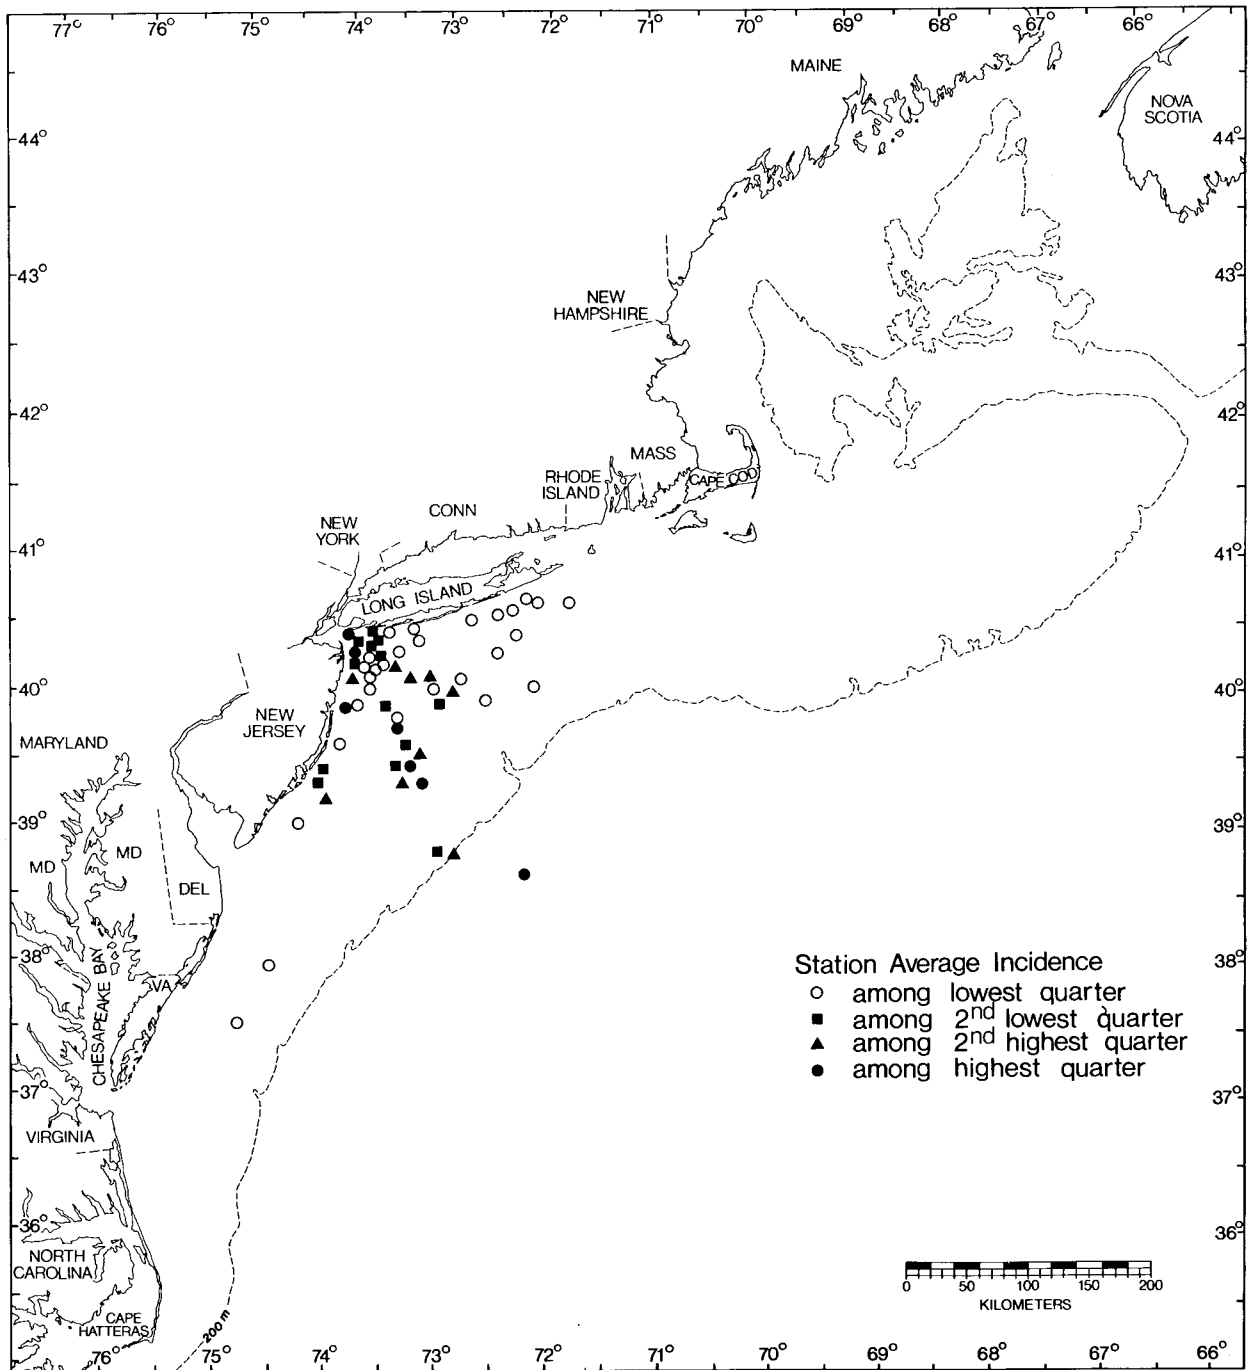 77° 76° 75° 74° 73° 72° 71° 70° 69° 68° 67° 66°
MAINE
NOVA
SCOTIA
44° 44°
43° 43°
NEW
HAMPSHIRE
42° 42°
MASS
CAPE COD
RHODE
ISLAND
CONN
NEW
YORK
41° 41°
LONG ISLAND
40° 40°
NEW
JERSEY
MARYLAND
39° 39°
MD
MD
DEL
38° 38°
CHESAPEAKE BAY
VA
Station Average Incidence
among lowest quarter
among 2nd lowest quarter
among 2nd highest quarter
among highest quarter
37° 37°
VIRGINIA
36° 36°
NORTH
CAROLINA
0 50 100 150 200
KILOMETERS
CAPE
HATTERAS
200 m
76° 75° 74° 73° 72° 71° 70° 69° 68° 67° 66°